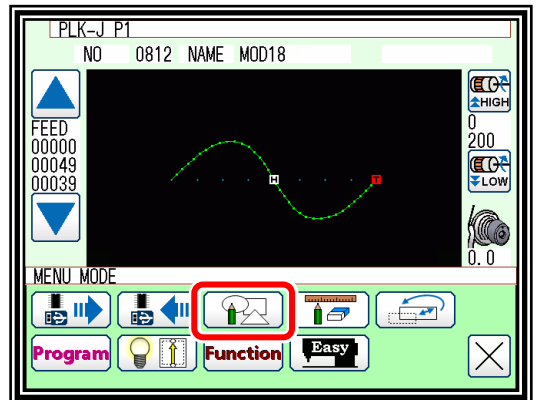 PLK-J P1
NO 0812 NAME MOD18
HIGH
FEED
00000
00049
00039
0
200
LOW
H
T
0.0
MENU MODE
Program
Function
Easy